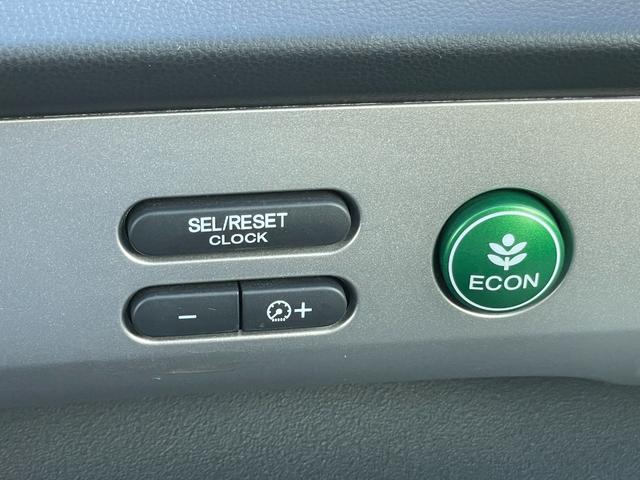 SEL/RESET
CLOCK
- +
ECON